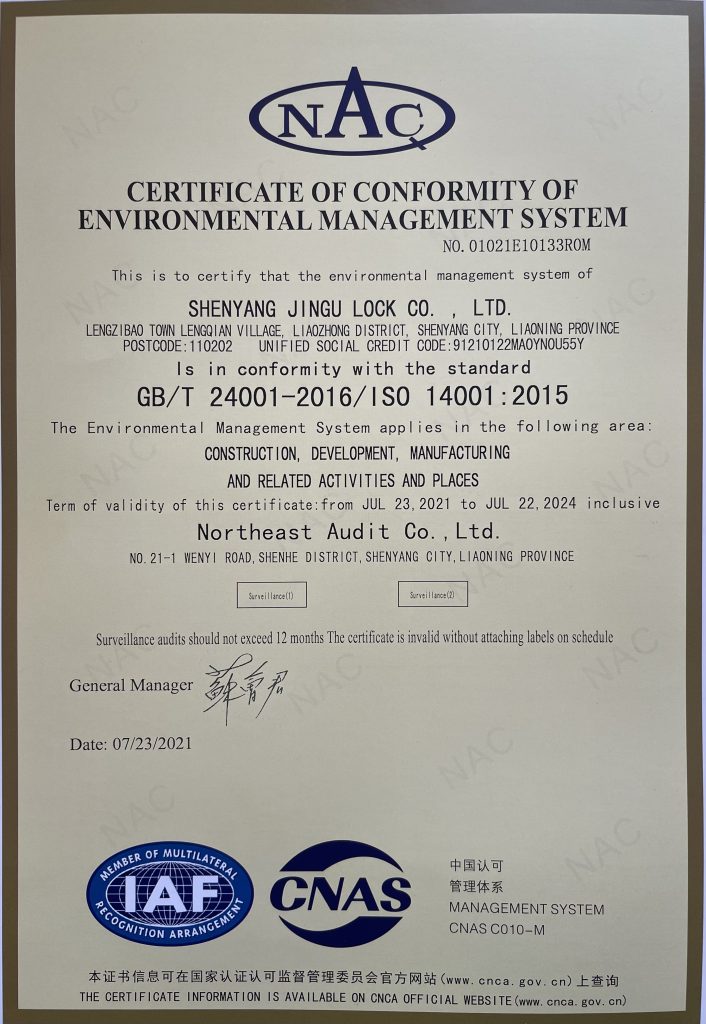 NAC
CERTIFICATE OF CONFORMITY OF
ENVIRONMENTAL MANAGEMENT SYSTEM
NO. 01021E10133R0M
This is to certify that the environmental management system of
SHENYANG JINGU LOCK CO. , LTD.
LENGZIBAO TOWN LENGQIAN VILLAGE, LIAOZHONG DISTRICT, SHENYANG CITY, LIAONING PROVINCE
POSTCODE:110202 UNIFIED SOCIAL CREDIT CODE:91210122MA0YNOU55Y
Is in conformity with the standard
GB/T 24001-2016/ISO 14001:2015
The Environmental Management System applies in the following area:
CONSTRUCTION, DEVELOPMENT, MANUFACTURING
AND RELATED ACTIVITIES AND PLACES
Term of validity of this certificate:from JUL 23,2021 to JUL 22,2024 inclusive
Northeast Audit Co.,Ltd.
NO.21-1 WENYI ROAD,SHENHE DISTRICT,SHENYANG CITY,LIAONING PROVINCE
Surveillance(1) Surveillance(2)
Surveillance audits should not exceed 12 months The certificate is invalid without attaching labels on schedule
General Manager
Date: 07/23/2021
MEMBER OF MULTILATERAL
IAF
RECOGNITION ARRANGEMENT
CNAS
中国认可
管理体系
MANAGEMENT SYSTEM
CNAS C010-M
本证书信息可在国家认证认可监督管理委员会官方网站(www.cnca.gov.cn)上查询
THE CERTIFICATE INFORMATION IS AVAILABLE ON CNCA OFFICIAL WEBSITE(www.cnca.gov.cn)